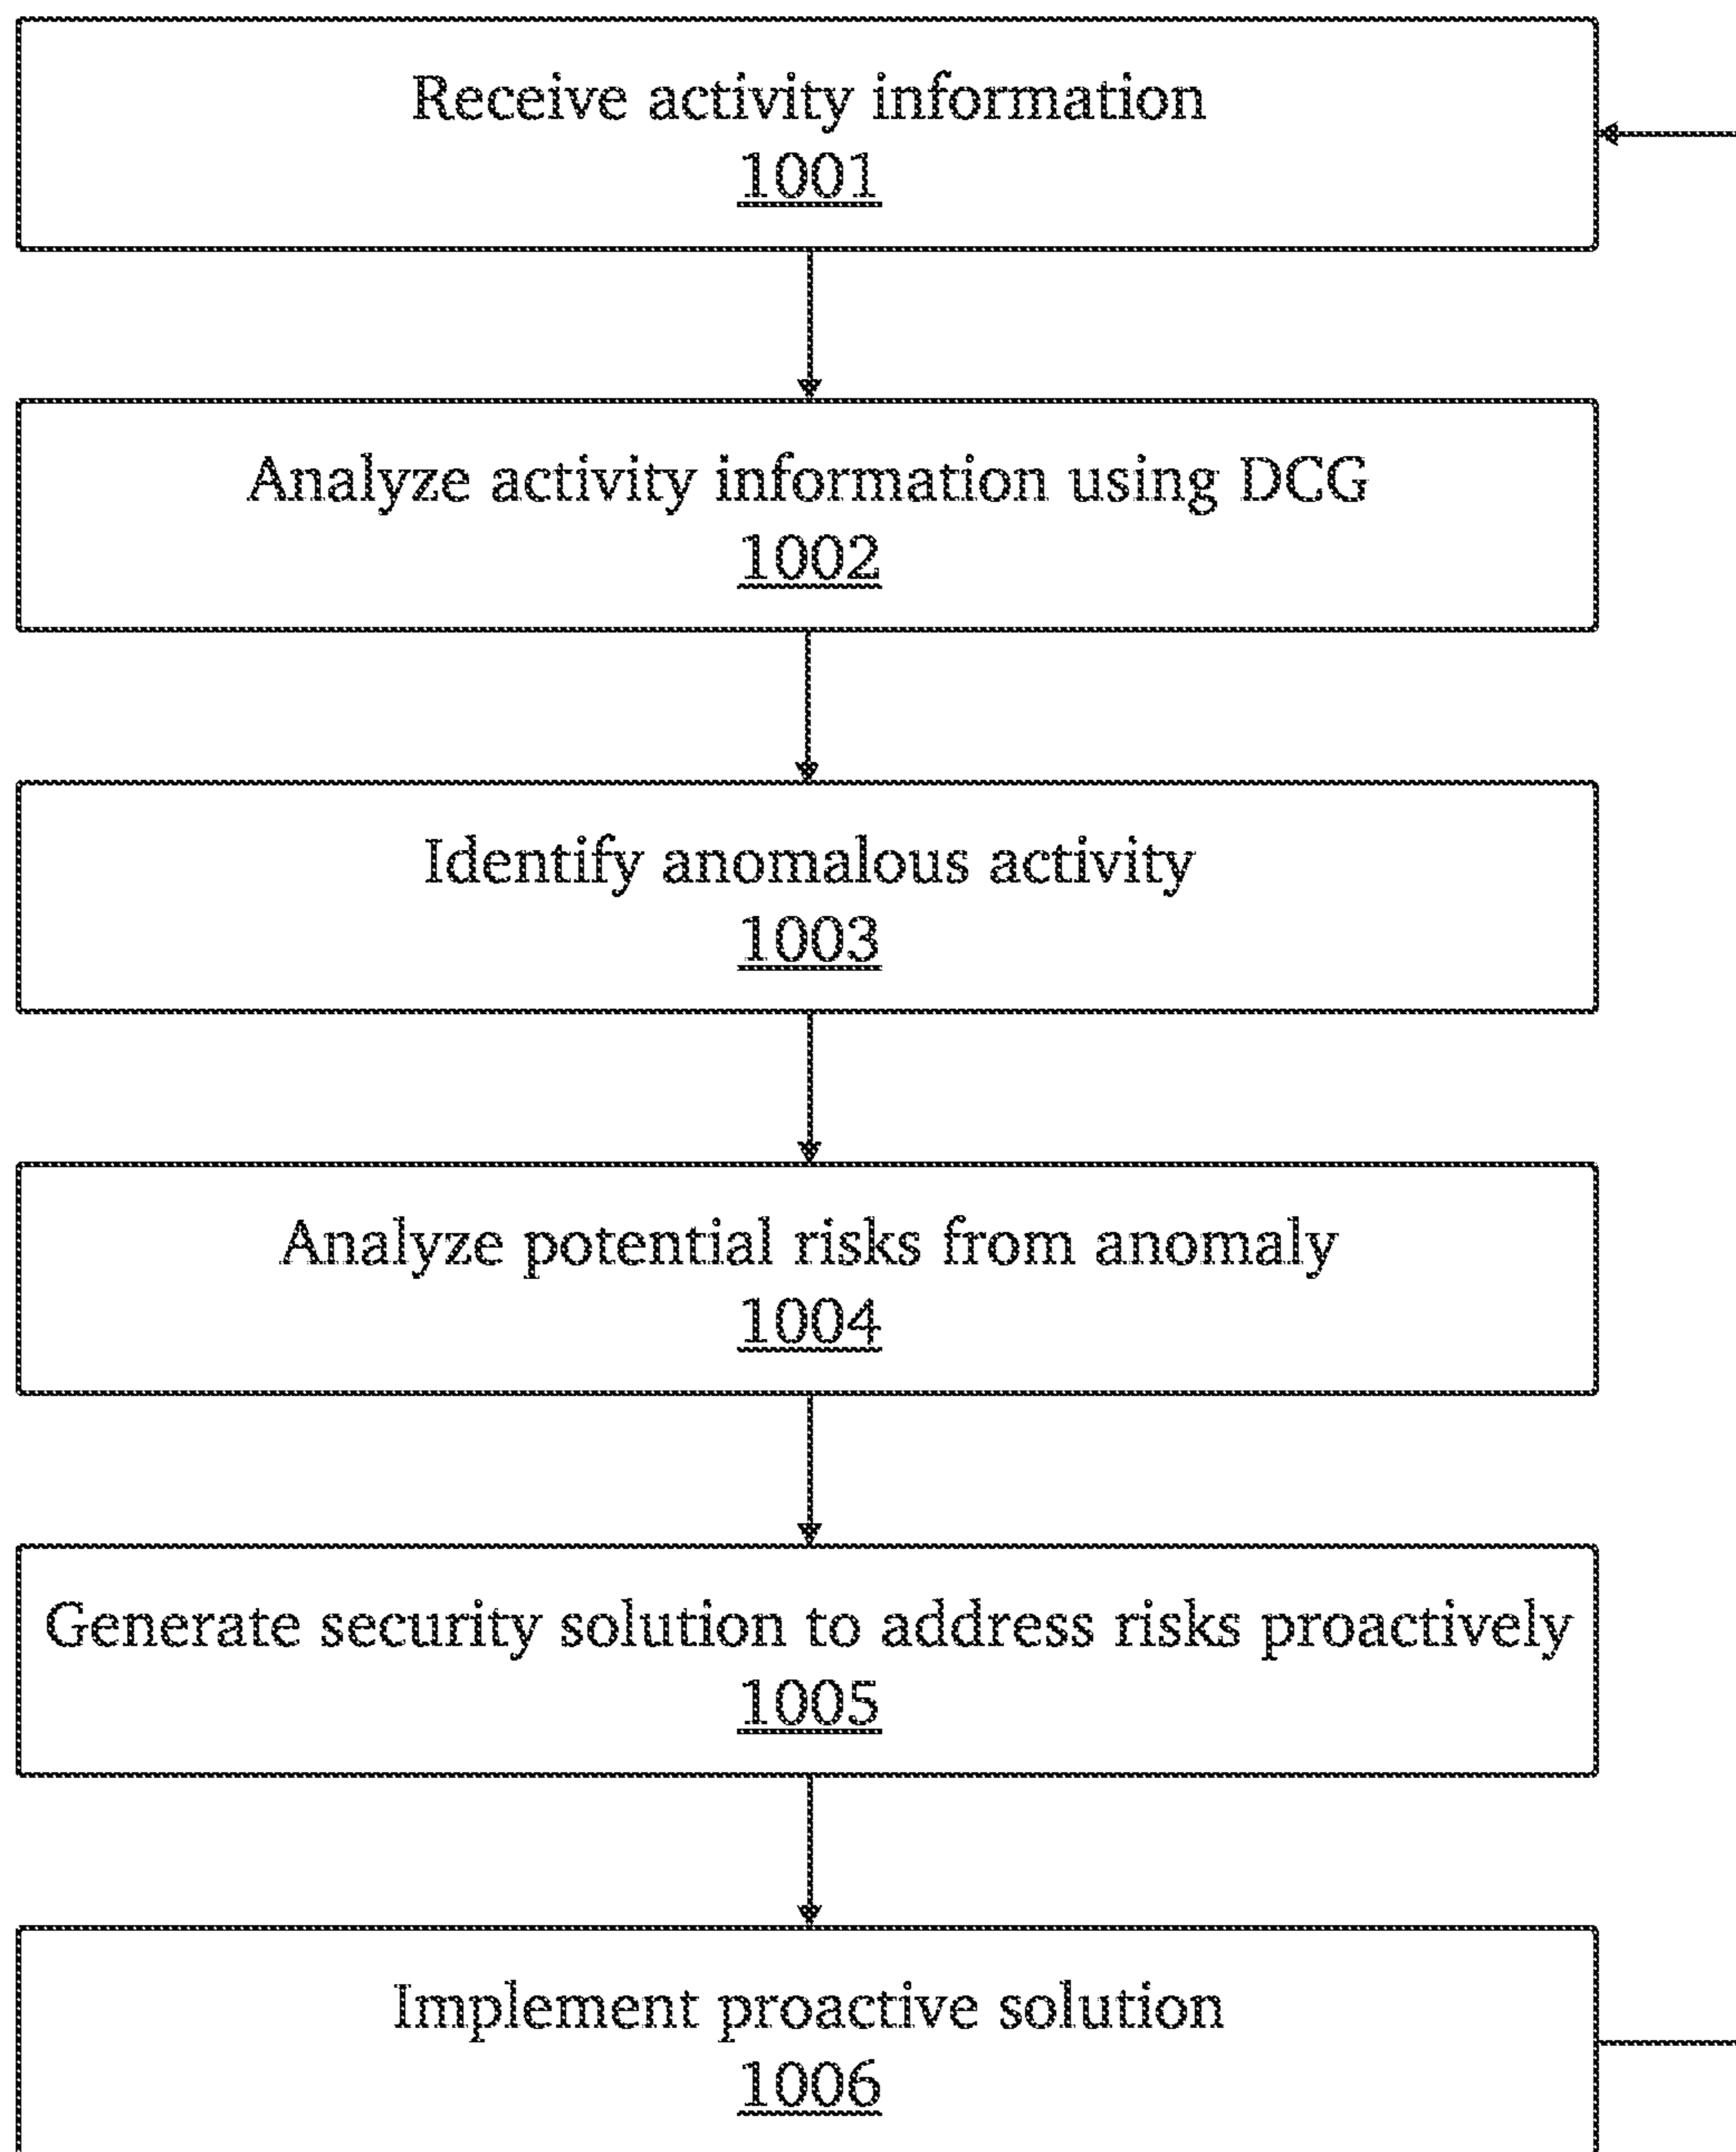 Receive activity information
1001
Analyze activity information using DCG
1002
Identify anomalous activity
1003
Analyze potential risks from anomaly
1004
Generate security solution to address risks proactively
1005
Implement proactive solution
1006